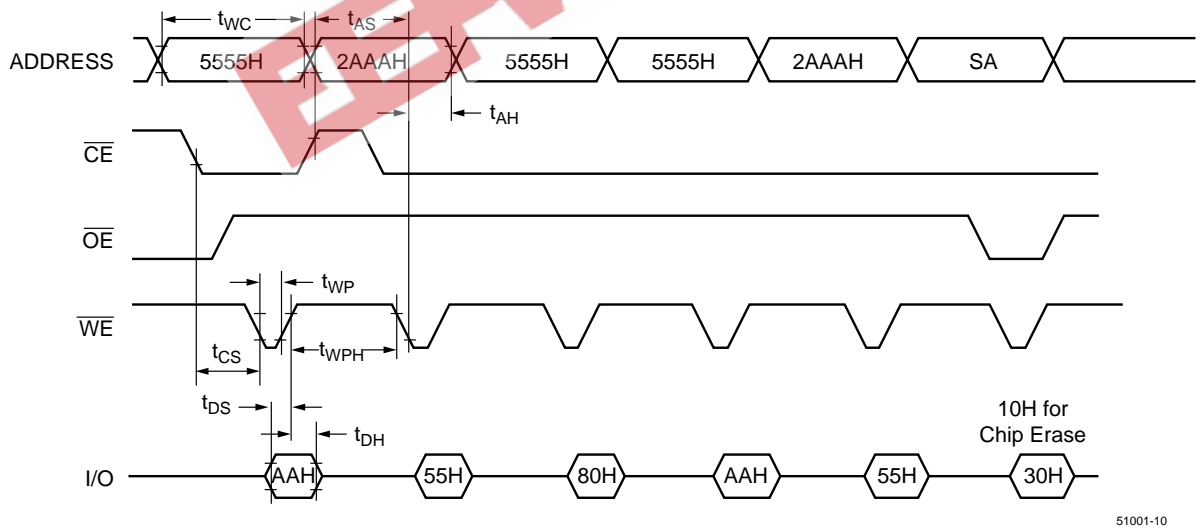 tWC
tAS
ADDRESS
5555H
2AAAH
5555H
5555H
2AAAH
SA
tAH
CE
OE
tWP
WE
tCS
tWPH
tDS
10H for
Chip Erase
tDH
I/O
AAH
55H
80H
AAH
55H
30H
51001-10